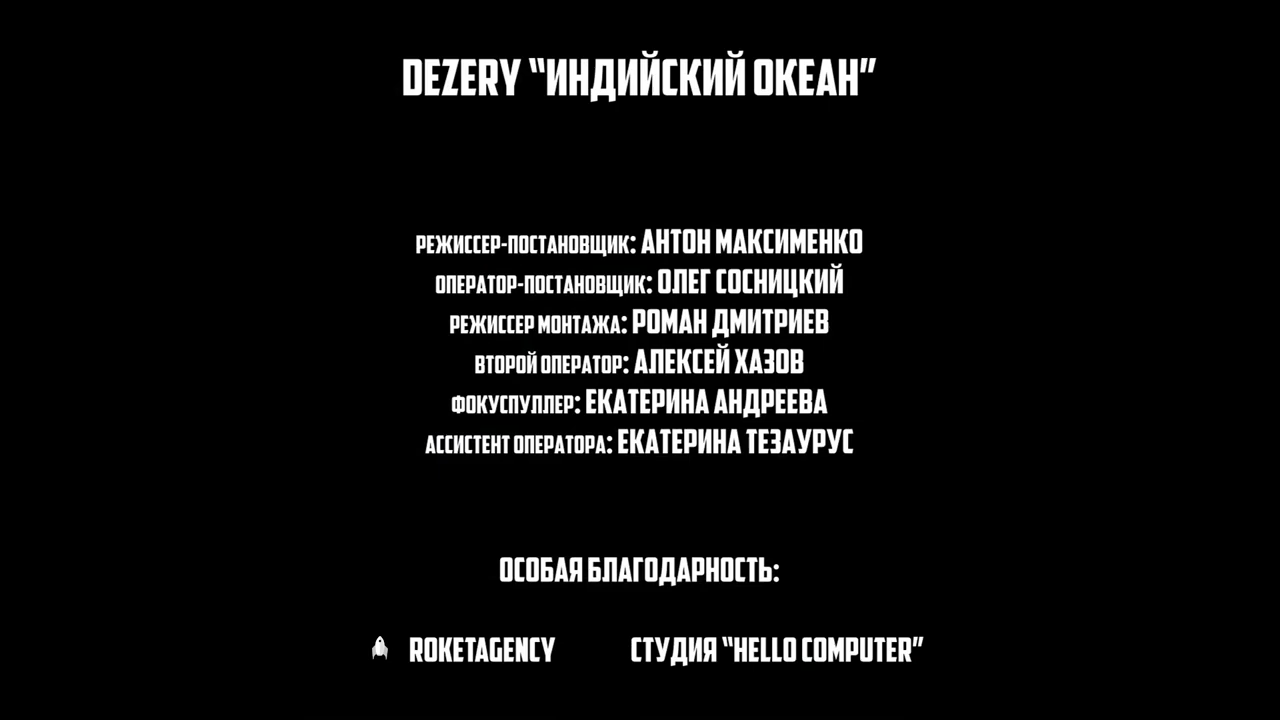 DEZERY “ИНДИЙСКИЙ ОКЕАН”
РЕЖИССЕР-ПОСТАНОВЩИК: АНТОН МАКСИМЕНКО
ОПЕРАТОР-ПОСТАНОВЩИК: ОЛЕГ СОСНИЦКИЙ
РЕЖИССЕР МОНТАЖА: РОМАН ДМИТРИЕВ
ВТОРОЙ ОПЕРАТОР: АЛЕКСЕЙ ХАЗОВ
ФОКУСПУЛЛЕР: ЕКАТЕРИНА АНДРЕЕВА
АССИСТЕНТ ОПЕРАТОРА: ЕКАТЕРИНА ТЕЗАУРУС
ОСОБАЯ БЛАГОДАРНОСТЬ:
ROKETAGENCY СТУДИЯ “HELLO COMPUTER”